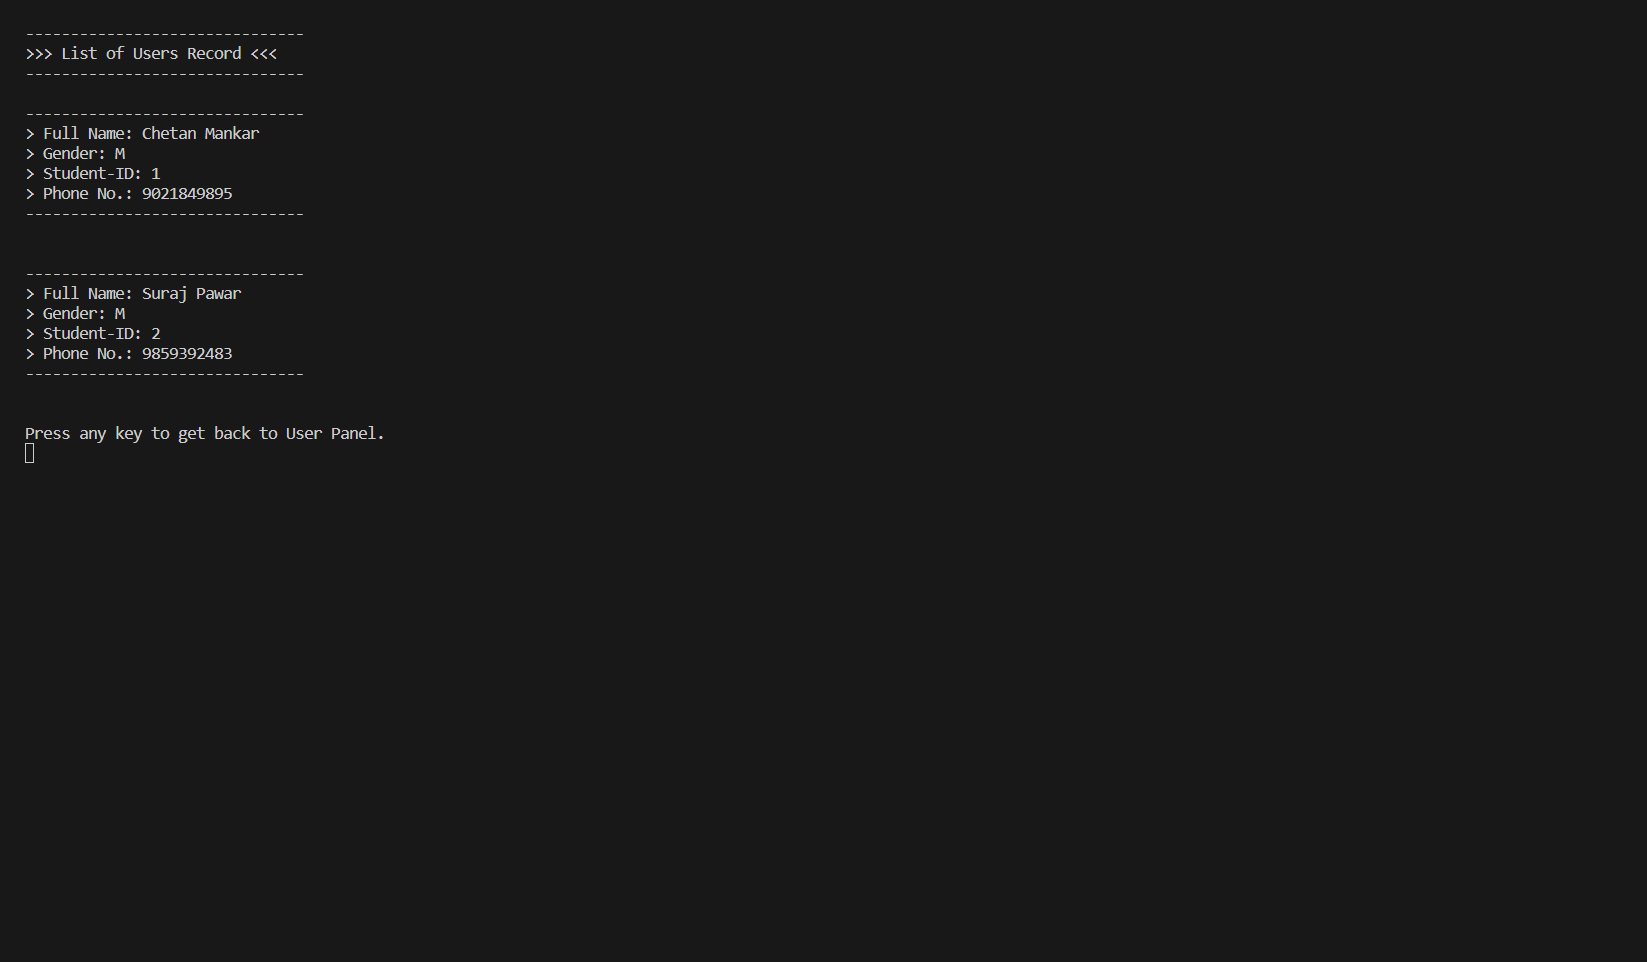 -------------------------------
>>> List of Users Record <<<
-------------------------------
-------------------------------
> Full Name: Chetan Mankar
> Gender: M
> Student-ID: 1
> Phone No.: 9021849895
-------------------------------
-------------------------------
> Full Name: Suraj Pawar
> Gender: M
> Student-ID: 2
> Phone No.: 9859392483
-------------------------------
Press any key to get back to User Panel.